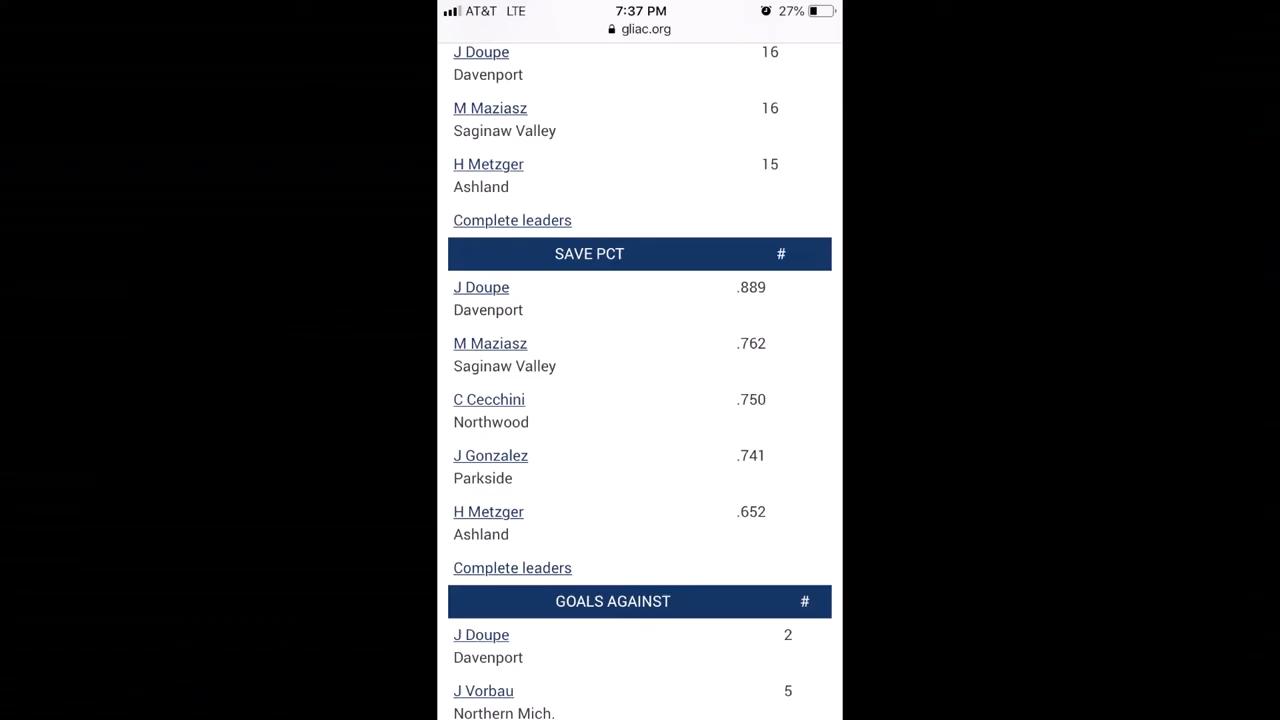 AT&T LTE 7:37 PM 27%
gliac.org
J Doupe 16
Davenport
M Maziasz 16
Saginaw Valley
H Metzger 15
Ashland
Complete leaders
SAVE PCT #
J Doupe .889
Davenport
M Maziasz .762
Saginaw Valley
C Cecchini .750
Northwood
J Gonzalez .741
Parkside
H Metzger .652
Ashland
Complete leaders
GOALS AGAINST #
J Doupe 2
Davenport
J Vorbau 5
Northern Mich.